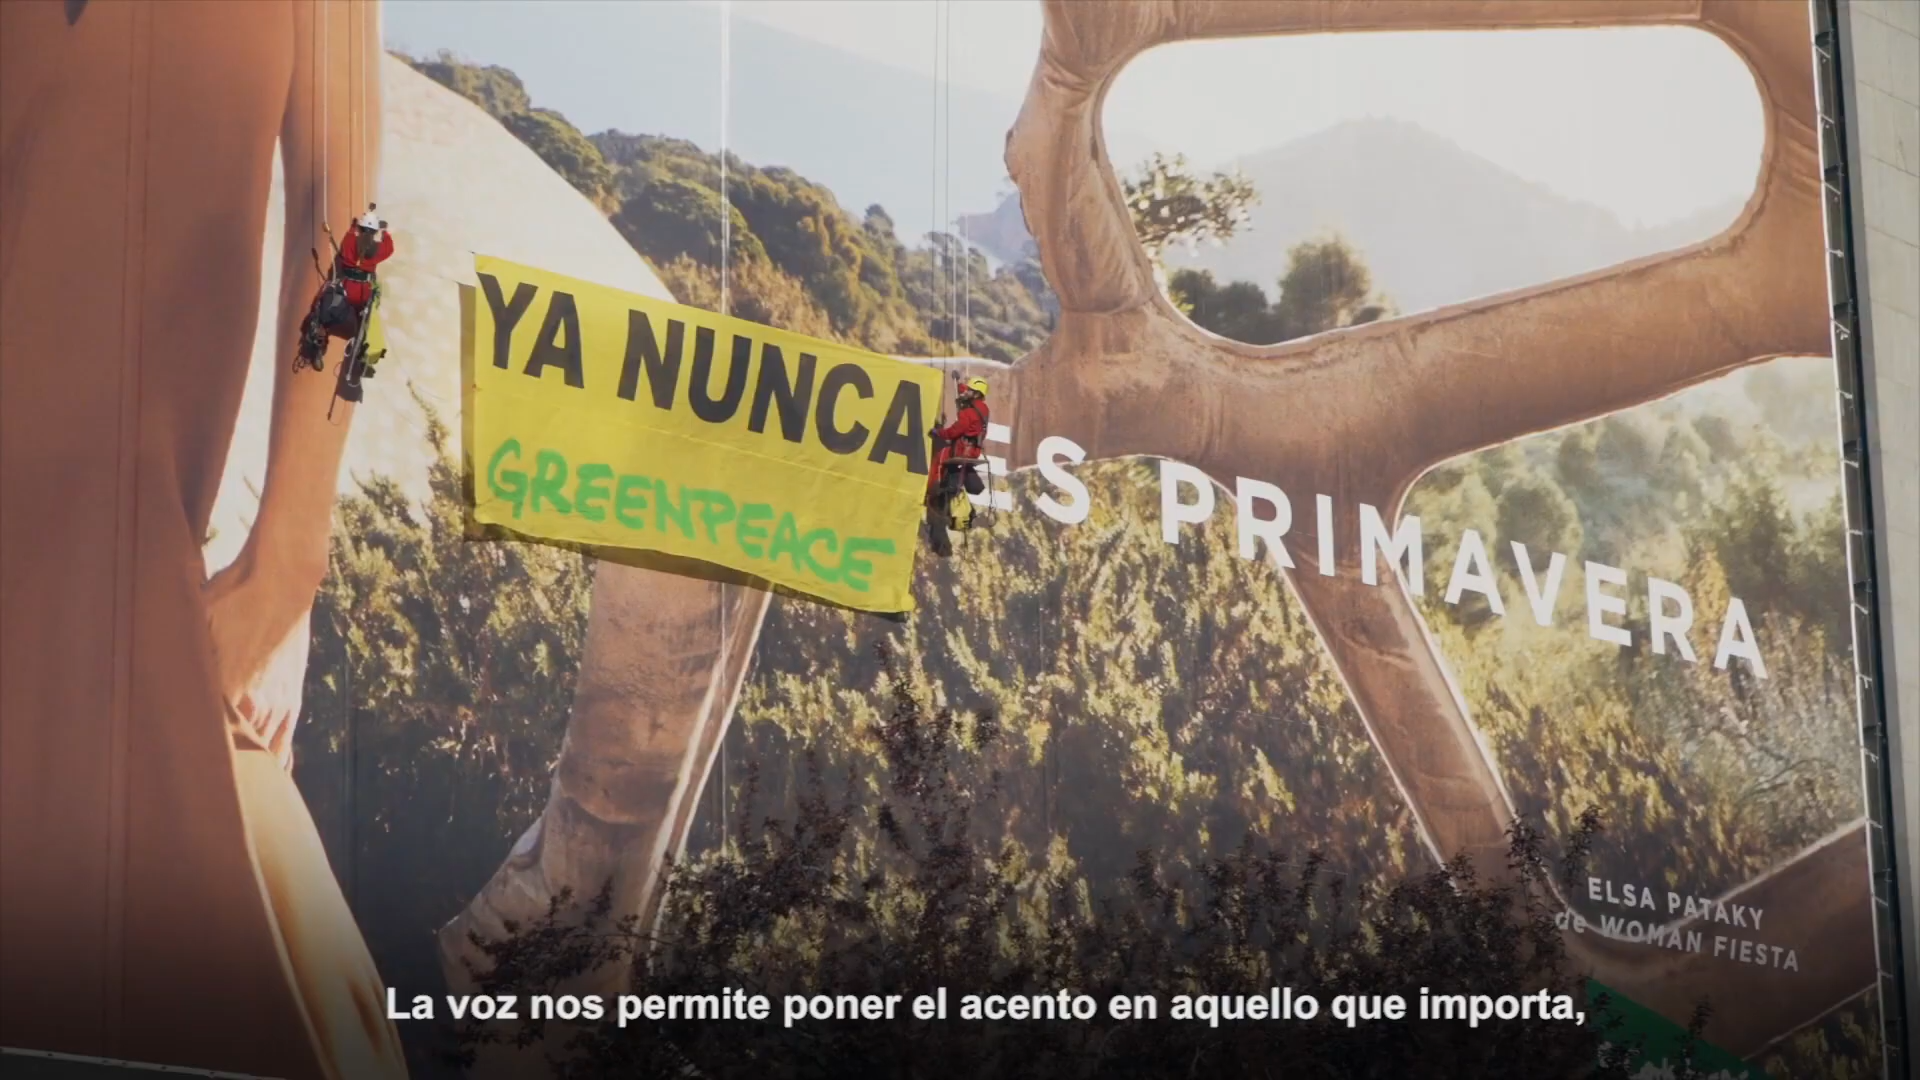 YA NUNCA
GREENPEACE
ES PRIMAVERA
ELSA PATAKY
de WOMAN FIESTA
La voz nos permite poner el acento en aquello que importa,